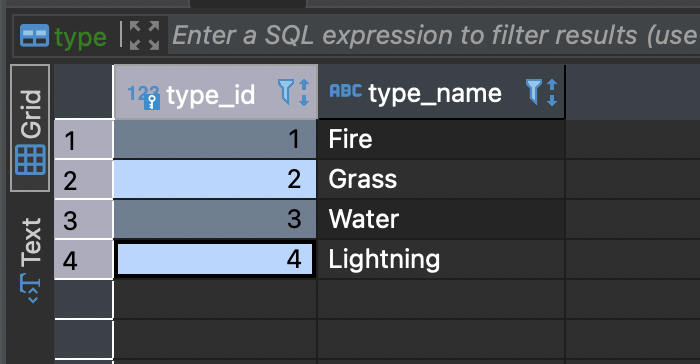 type Enter a SQL expression to filter results (use
Grid
Text
123 type_id ABC type_name
1 1 Fire
2 2 Grass
3 3 Water
4 4 Lightning